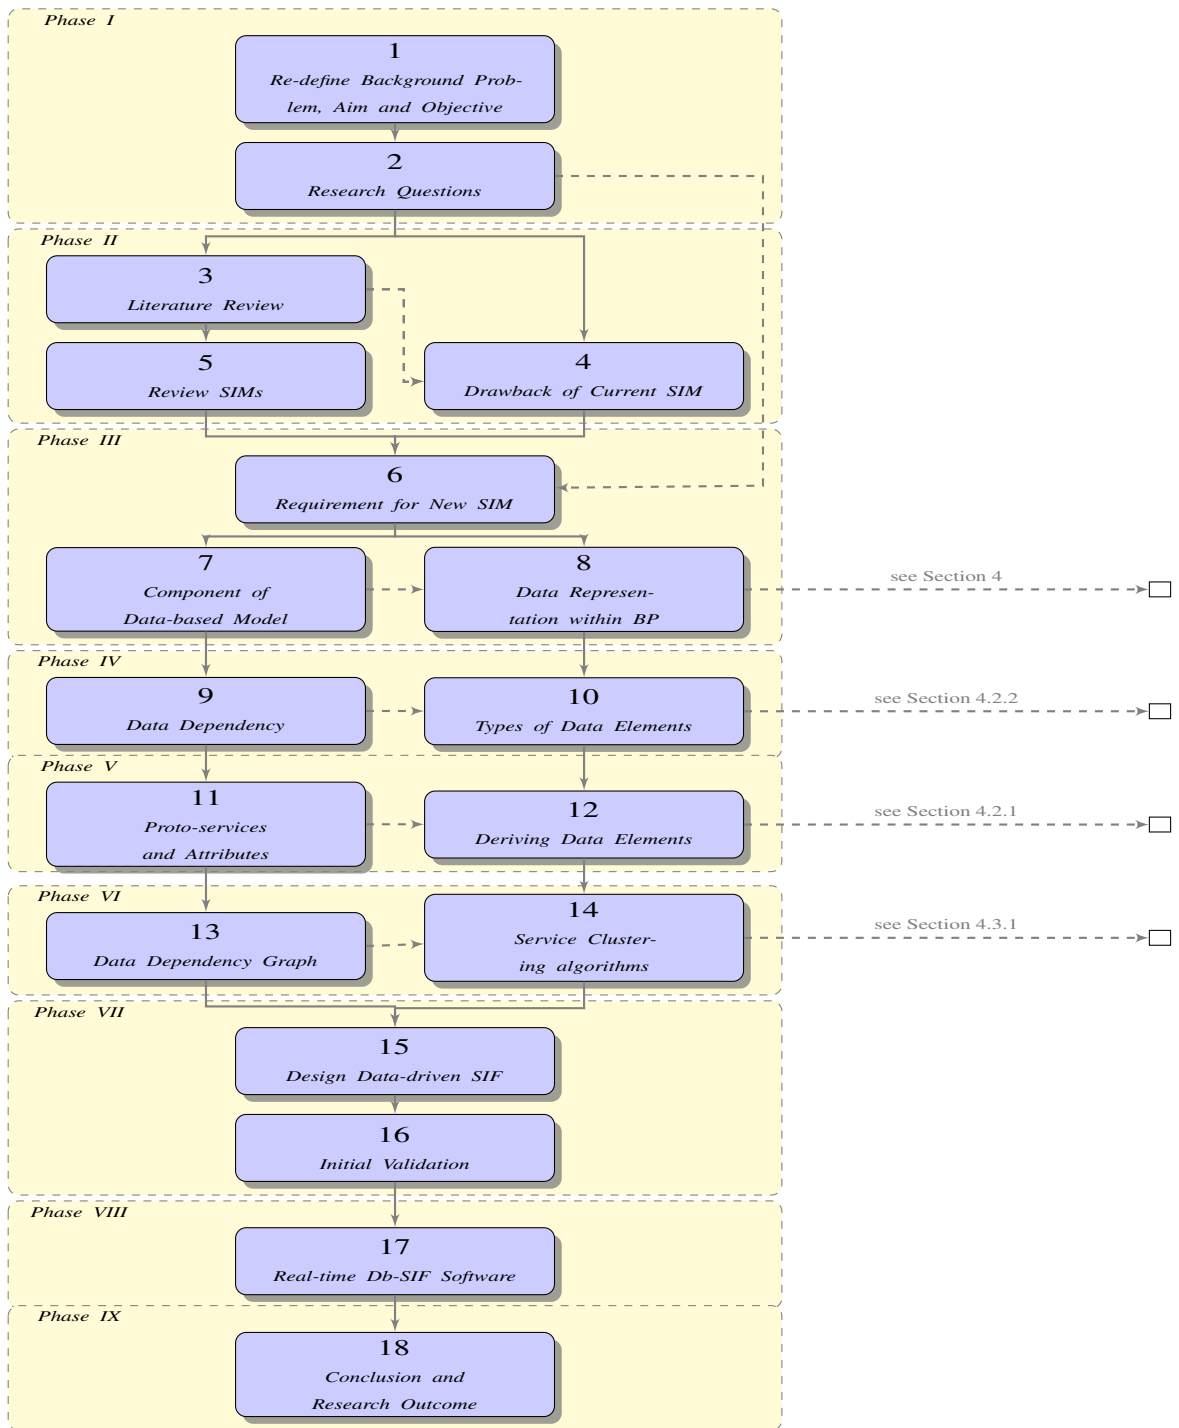 Phase I
1
Re-define Background Prob-
lem, Aim and Objective
2
Research Questions
Phase II
3
Literature Review
5
Review SIMs
4
Drawback of Current SIM
Phase III
6
Requirement for New SIM
7
Component of
Data-based Model
8
Data Represen-
tation within BP
see Section 4
Phase IV
9
Data Dependency
10
Types of Data Elements
see Section 4.2.2
Phase V
11
Proto-services
and Attributes
12
Deriving Data Elements
see Section 4.2.1
Phase VI
13
Data Dependency Graph
14
Service Cluster-
ing algorithms
see Section 4.3.1
Phase VII
15
Design Data-driven SIF
16
Initial Validation
Phase VIII
17
Real-time Db-SIF Software
Phase IX
18
Conclusion and
Research Outcome